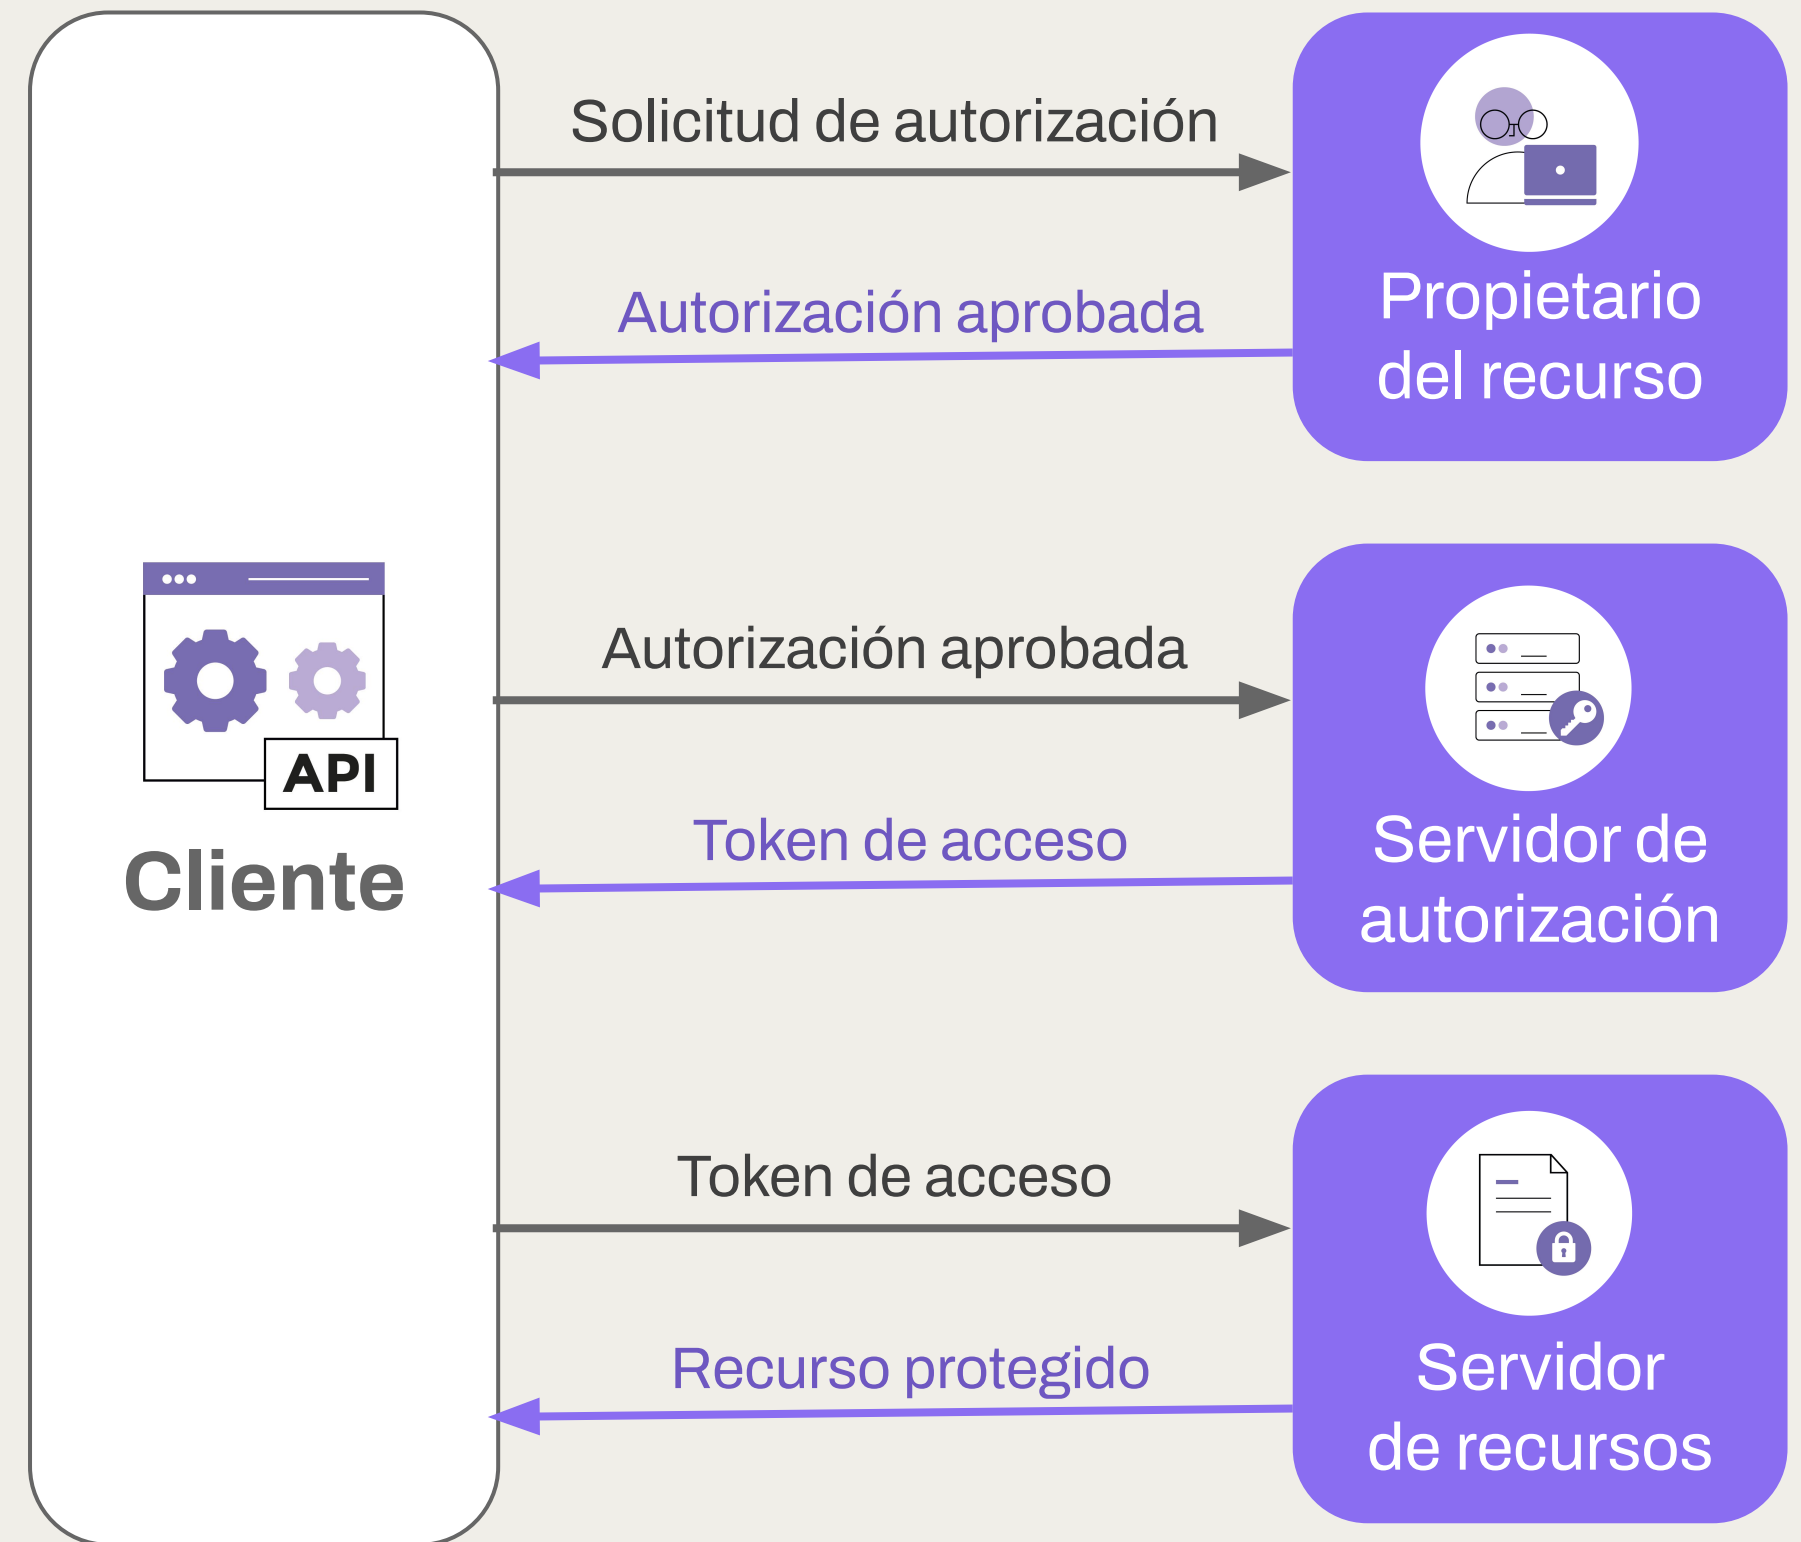 Solicitud de autorización
Autorización aprobada
Propietario
del recurso
API
Cliente
Autorización aprobada
Token de acceso
Servidor de
autorización
Token de acceso
Recurso protegido
Servidor
de recursos